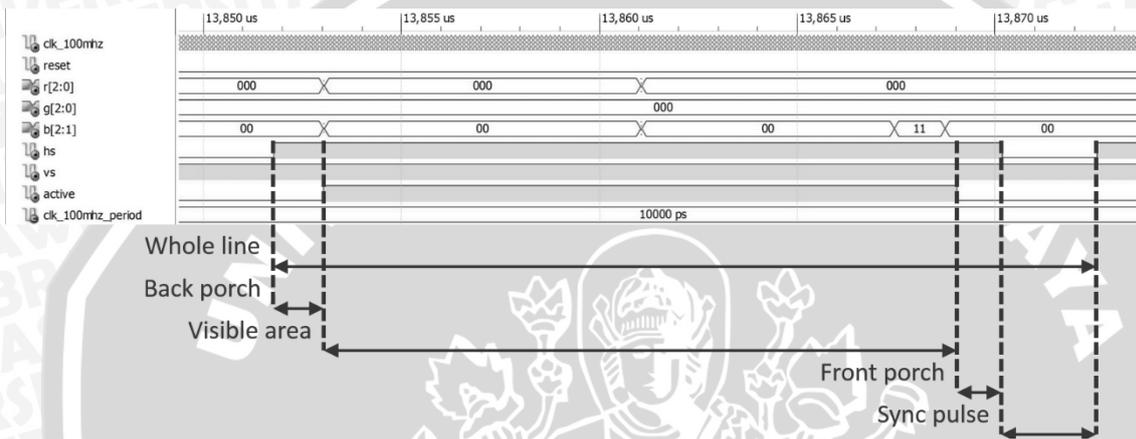 13,850 us 13,855 us 13,860 us 13,865 us 13,870 us
clk_100mhz
reset
r[2:0] 000 000 000
g[2:0] 000
b[2:1] 00 00 00 11 00
hs
vs
active
clk_100mhz_period 10000 ps
Whole line
Back porch
Visible area
Front porch
Sync pulse